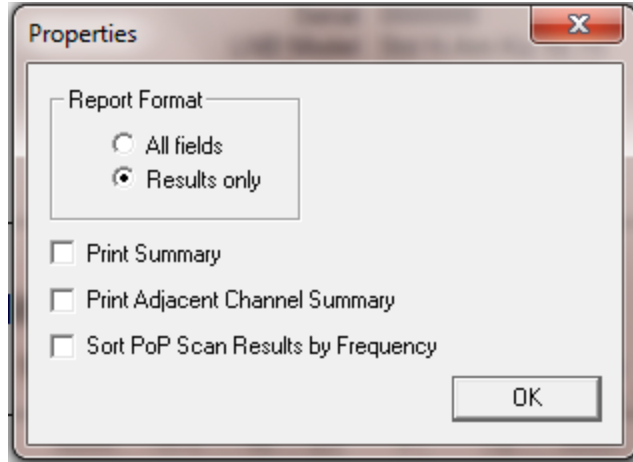 Properties
Report Format
All fields
Results only
Print Summary
Print Adjacent Channel Summary
Sort PoP Scan Results by Frequency
OK